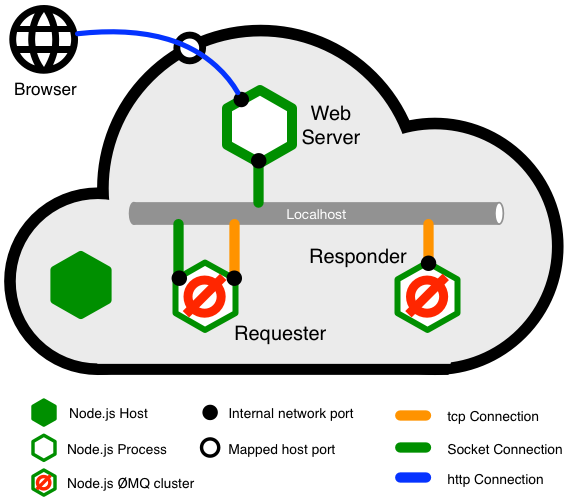 Browser
Web
Server
Localhost
Responder
Requester
Node.js Host
Internal network port
tcp Connection
Node.js Process
Mapped host port
Socket Connection
Node.js ØMQ cluster
http Connection